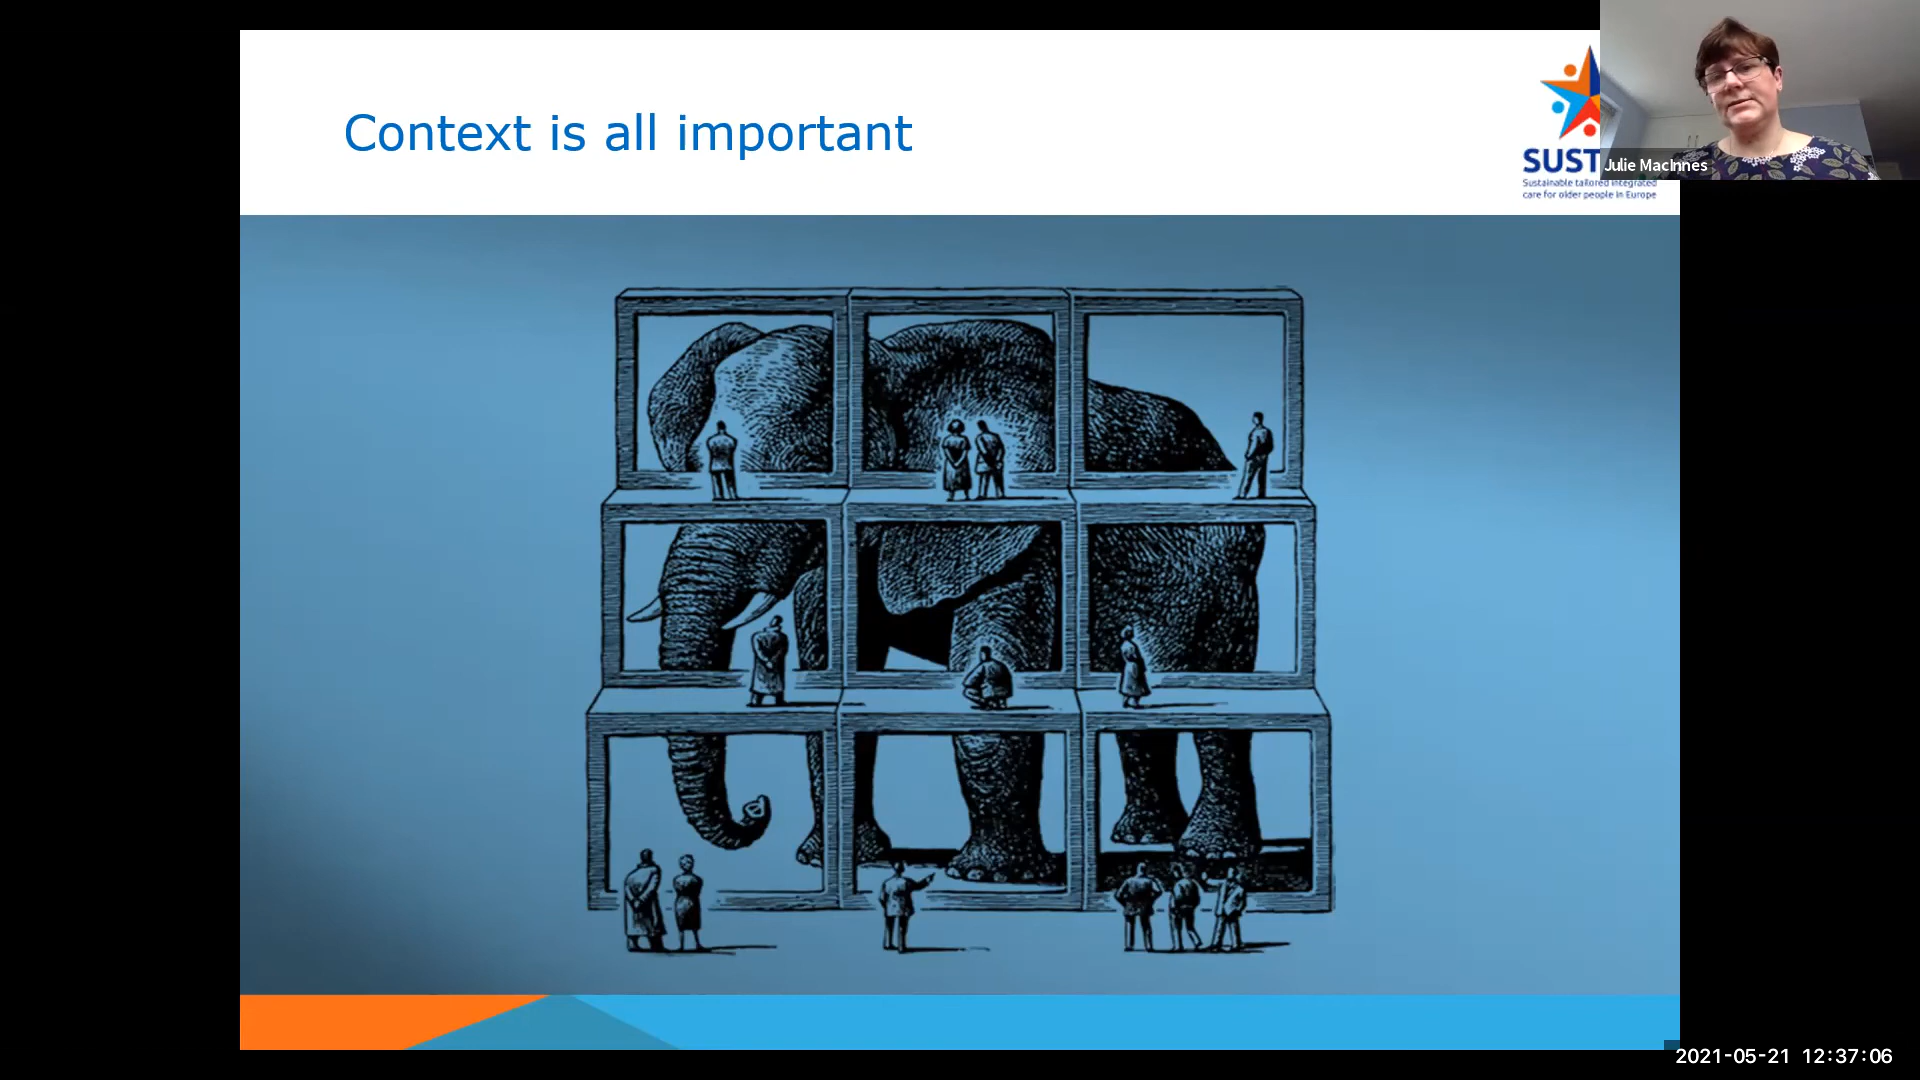 Context is all important
SUST
Sustainable tailored integrated
care for older people in Europe
Julie MacInnes
2021-05-21 12:37:06